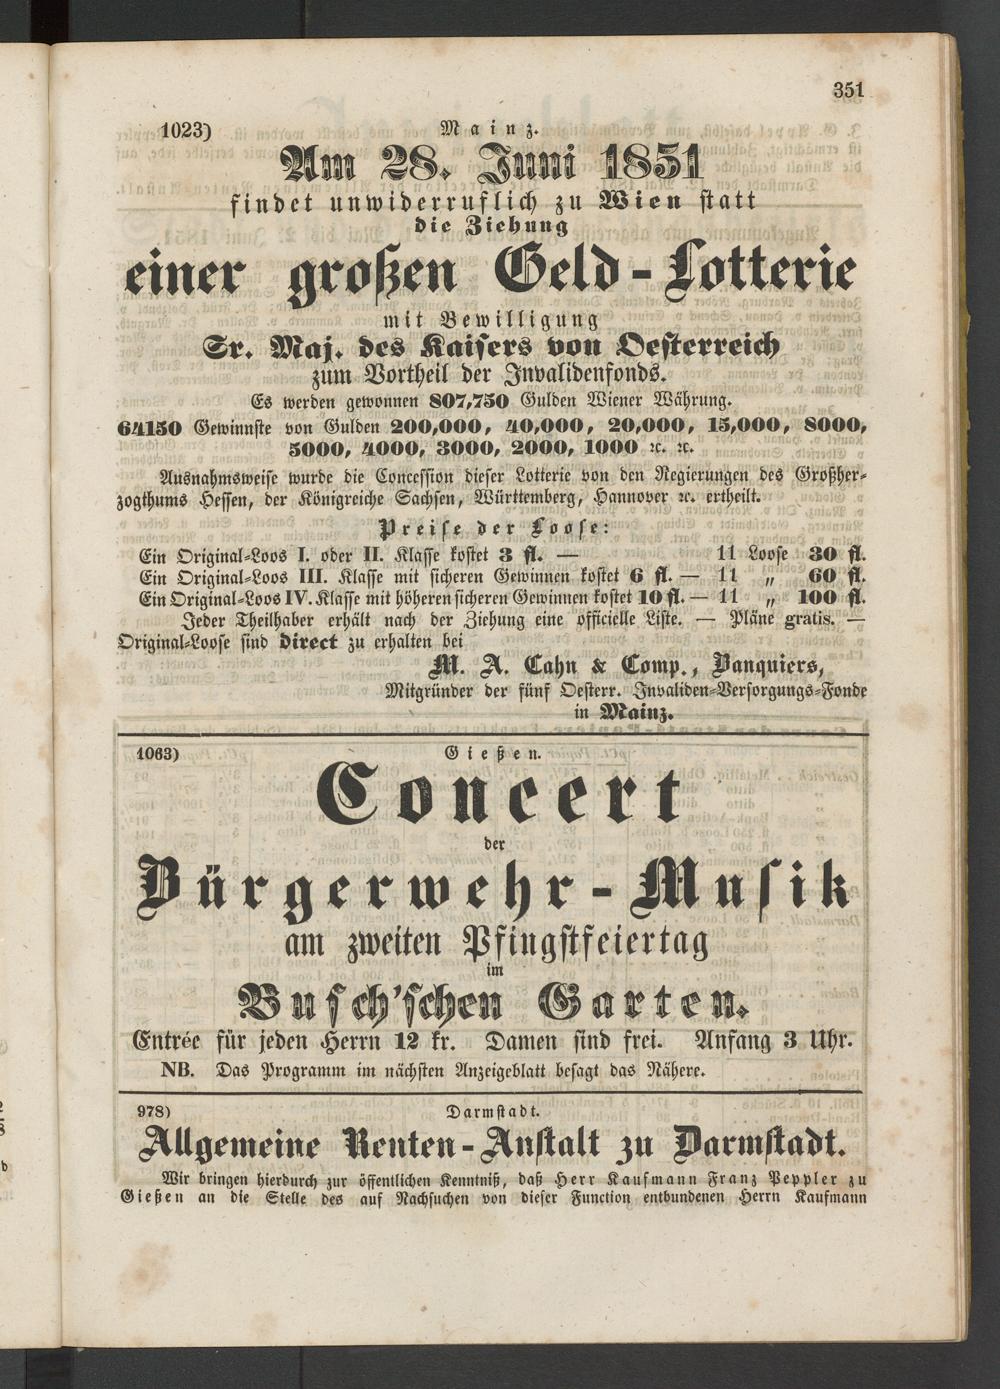 351
1023) Mainz.
Am 28. Juni 1851
findet unwiderruflich zu Wien statt
die Ziehung
einer großen Geld-Lotterie
mit Bewilligung
Sr. Maj. des Kaisers von Oesterreich
zum Vortheil der Invalidenfonds.
Es werden gewonnen 807,750 Gulden Wiener Währung.
64150 Gewinnste von Gulden 200,000, 40,000, 20,000, 15,000, 8000,
5000, 4000, 3000, 2000, 1000 ꝛc. ꝛc.
Ausnahmsweise wurde die Concession dieser Lotterie von den Regierungen des Großher-
zogthums Hessen, der Königreiche Sachsen, Württemberg, Hannover ꝛc. ertheilt.
Preise der Loose:
Ein Original-Loos I. oder II. Klasse kostet 3 fl. — 11 Loose 30 fl.
Ein Original-Loos III. Klasse mit sicheren Gewinnen kostet 6 fl. — 11 „ 60 fl.
Ein Original-Loos IV. Klasse mit höheren sicheren Gewinnen kostet 10 fl. — 11 „ 100 fl.
Jeder Theilhaber erhält nach der Ziehung eine officielle Liste. — Pläne gratis. —
Original-Loose sind direct zu erhalten bei
M. A. Cahn & Comp., Banquiers,
Mitgründer der fünf Oesterr. Invaliden-Versorgungs-Fonde
in Mainz.
1063) Gießen.
Concert
der
Bürgerwehr-Musik
am zweiten Pfingstfeiertag
im
Busch'schen Garten.
Entrée für jeden Herrn 12 kr. Damen sind frei. Anfang 3 Uhr.
NB. Das Programm im nächsten Anzeigeblatt besagt das Nähere.
978) Darmstadt.
Allgemeine Renten-Anstalt zu Darmstadt.
Wir bringen hierdurch zur öffentlichen Kenntniß, daß Herr Kaufmann Franz Peppler zu
Gießen an die Stelle des auf Nachsuchen von dieser Function entbundenen Herrn Kaufmann